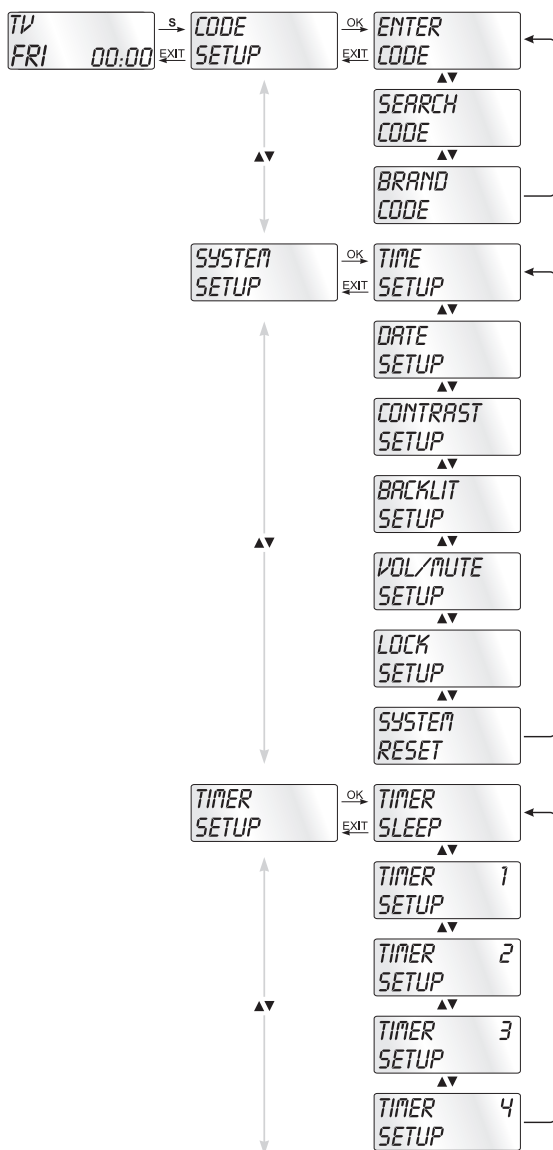 TV
FRI 00:00
S
EXIT
CODE
SETUP
OK
EXIT
ENTER
CODE
▲▼
SEARCH
CODE
▲▼
BRAND
CODE
▲▼
SYSTEM
SETUP
OK
EXIT
TIME
SETUP
▲▼
DATE
SETUP
▲▼
CONTRAST
SETUP
▲▼
BACKLIT
SETUP
▲▼
VOL/MUTE
SETUP
▲▼
LOCK
SETUP
▲▼
SYSTEM
RESET
▲▼
TIMER
SETUP
OK
EXIT
TIMER
SLEEP
▲▼
TIMER 1
SETUP
▲▼
TIMER 2
SETUP
▲▼
TIMER 3
SETUP
▲▼
TIMER 4
SETUP
▲▼